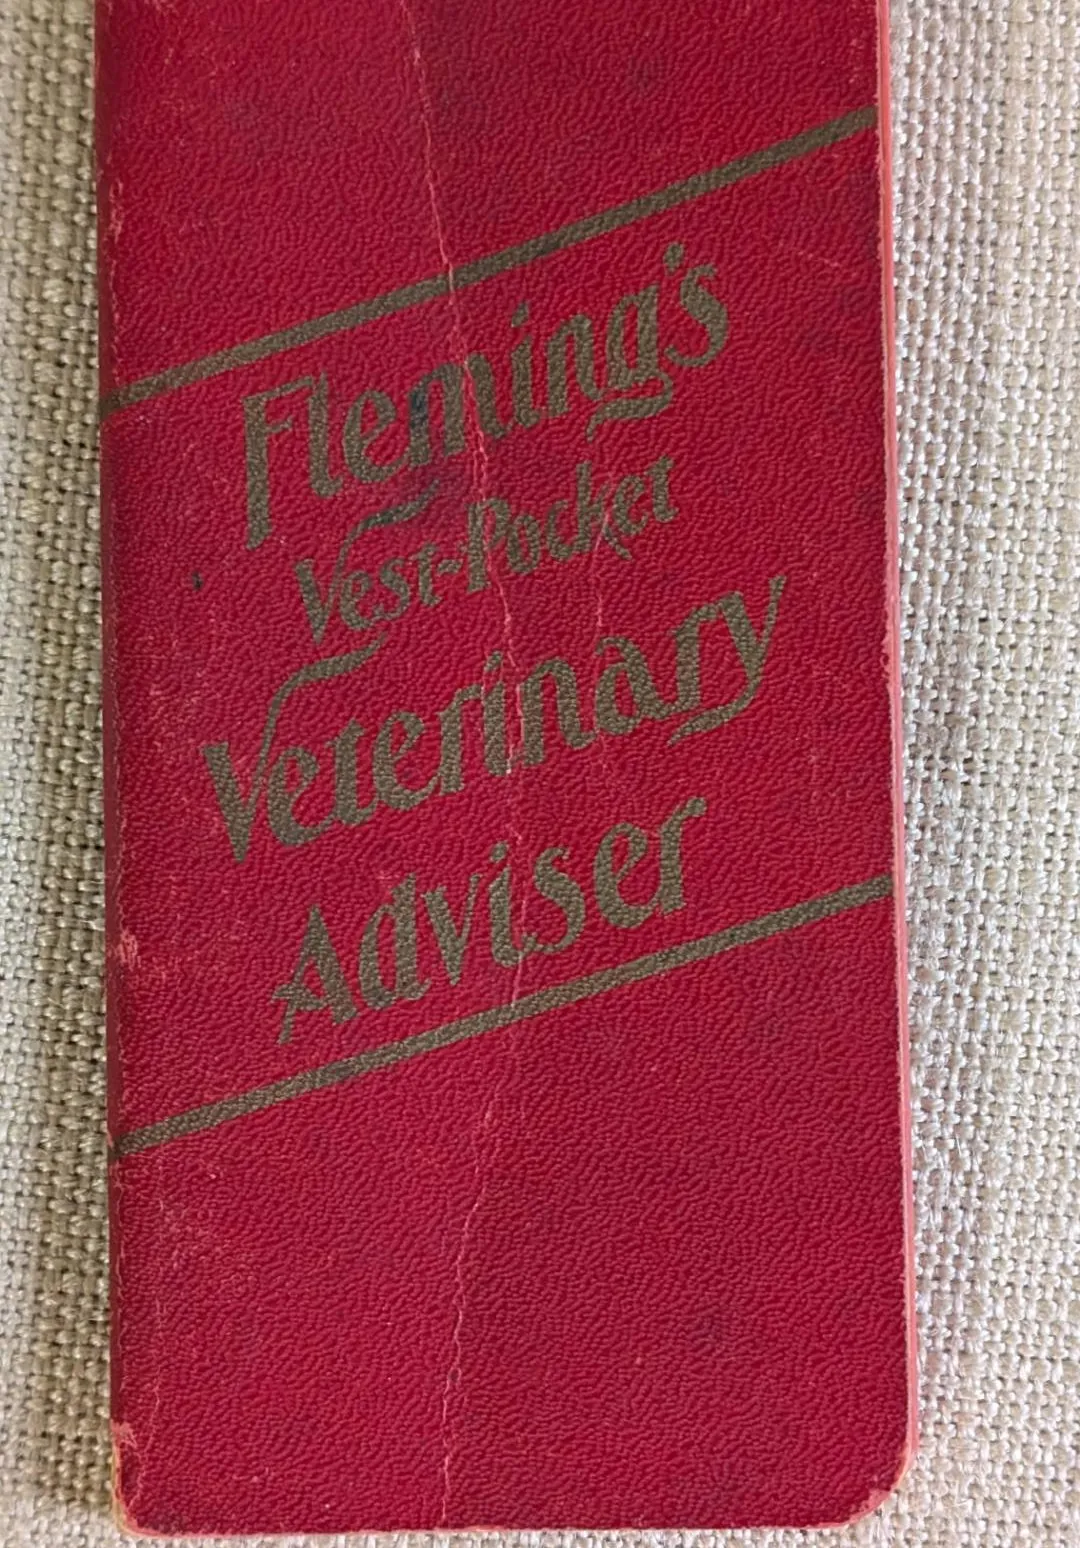 Fleming's
Vest-Pocket
Veterinary
Adviser